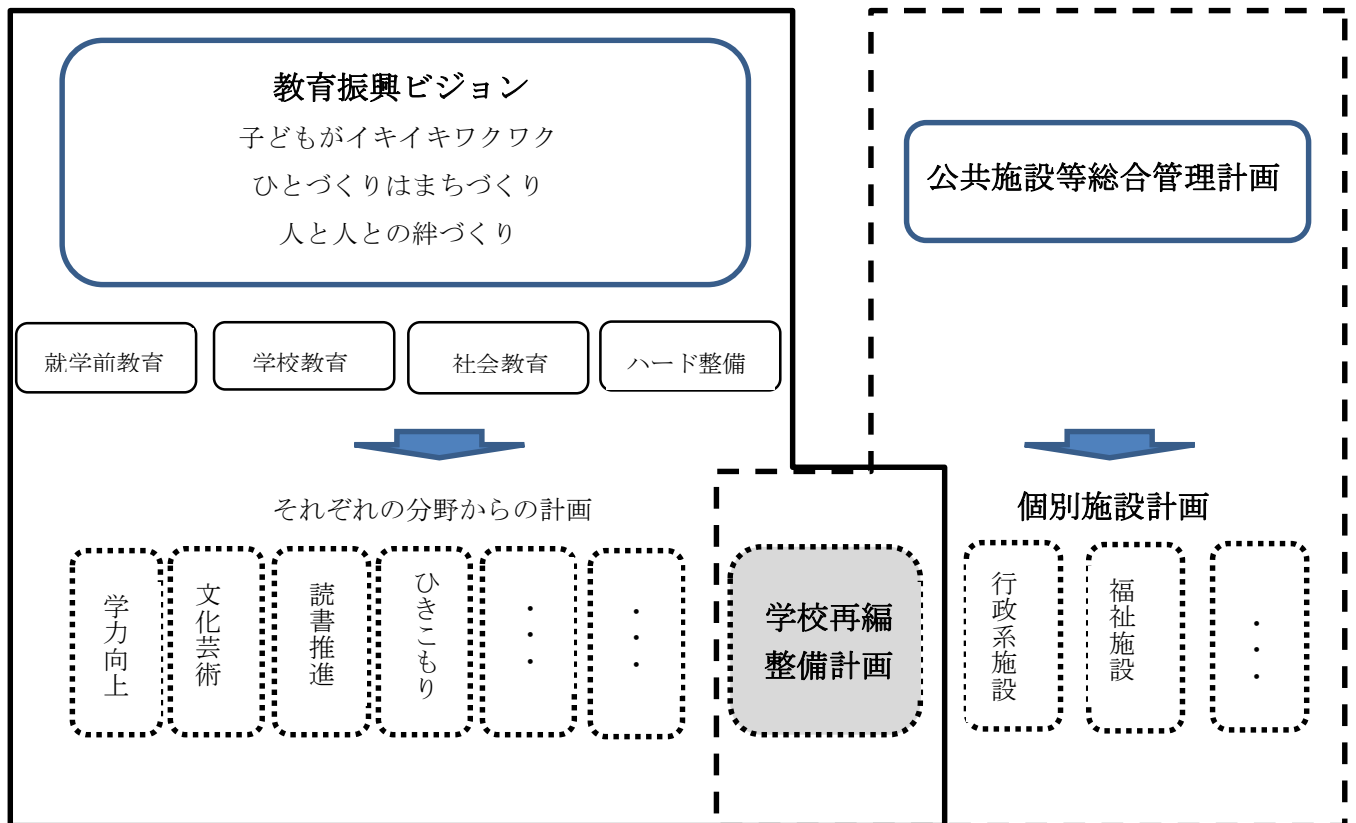 教育振興ビジョン
子どもがイキイキワクワク
ひとづくりはまちづくり
人と人との絆づくり
公共施設等総合管理計画
就学前教育
学校教育
社会教育
ハード整備
それぞれの分野からの計画
個別施設計画
学力向上
文化芸術
読書推進
ひきこもり
・・・
・・・
学校再編
整備計画
行政系施設
福祉施設
・・・